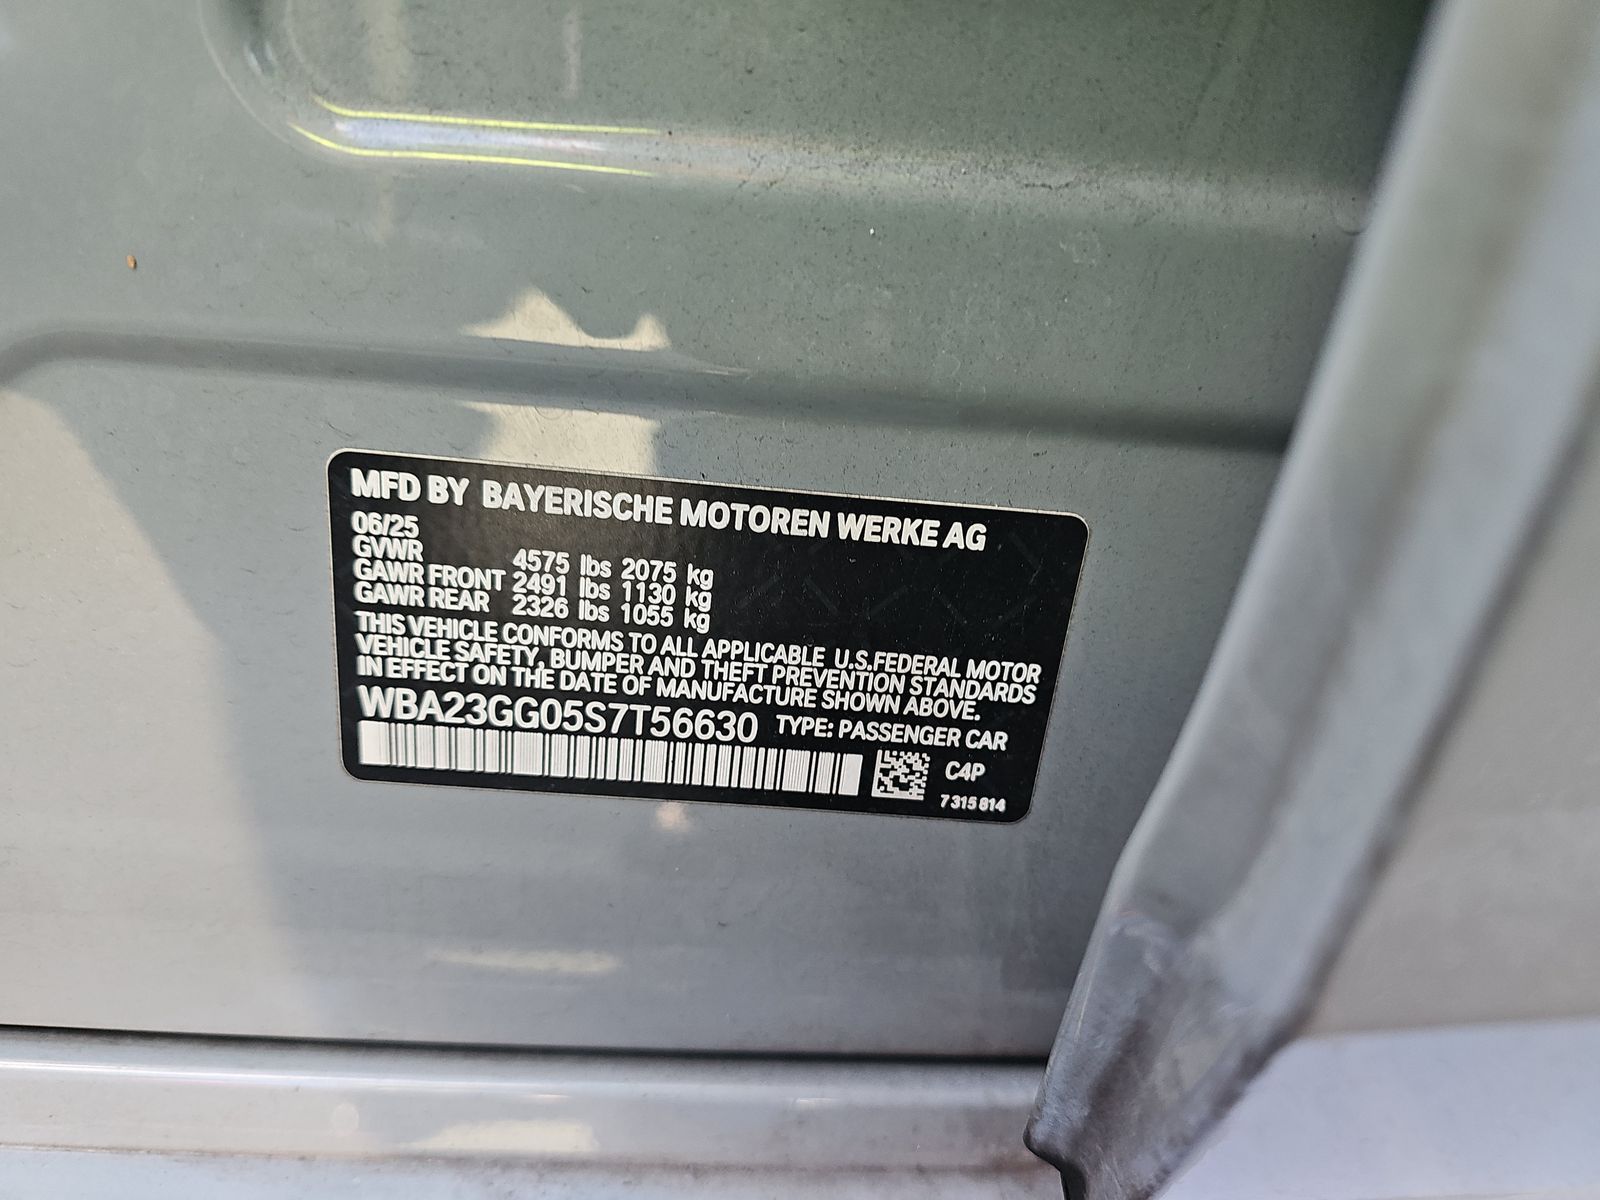 MFD BY BAYERISCHE MOTOREN WERKE AG
06/25
GVWR 4575 lbs 2075 kg
GAWR FRONT 2491 lbs 1130 kg
GAWR REAR 2326 lbs 1055 kg
THIS VEHICLE CONFORMS TO ALL APPLICABLE U.S.FEDERAL MOTOR
VEHICLE SAFETY, BUMPER AND THEFT PREVENTION STANDARDS
IN EFFECT ON THE DATE OF MANUFACTURE SHOWN ABOVE.
WBA23GG05S7T56630 TYPE: PASSENGER CAR
C4P
7 315 814